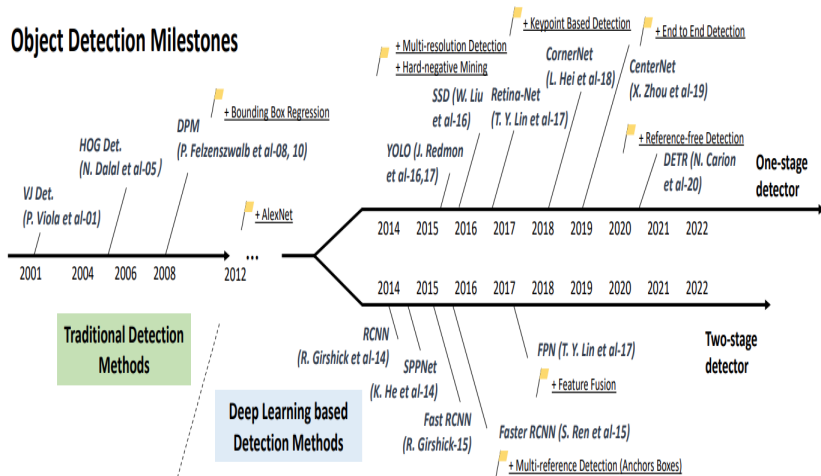 Object Detection Milestones
+ Keypoint Based Detection
+ End to End Detection
+ Multi-resolution Detection
+ Hard-negative Mining
CornerNet
(L. Hei et al-18)
CenterNet
(X. Zhou et al-19)
SSD (W. Liu
et al-16)
Retina-Net
(T. Y. Lin et al-17)
+ Bounding Box Regression
DPM
(P. Felzenszwalb et al-08, 10)
HOG Det.
(N. Dalal et al-05)
+ Reference-free Detection
YOLO (J. Redmon
et al-16,17)
DETR (N. Carion
et al-20)
One-stage
detector
VJ Det.
(P. Viola et al-01)
+ AlexNet
2014 2015 2016 2017 2018 2019 2020 2021 2022
...
2001 2004 2006 2008 2012
2014 2015 2016 2017 2018 2019 2020 2021 2022
Traditional Detection
Methods
RCNN
(R. Girshick et al-14)
SPPNet
(K. He et al-14)
FPN (T. Y. Lin et al-17)
+ Feature Fusion
Two-stage
detector
Deep Learning based
Detection Methods
Fast RCNN
(R. Girshick-15)
Faster RCNN (S. Ren et al-15)
+ Multi-reference Detection (Anchors Boxes)